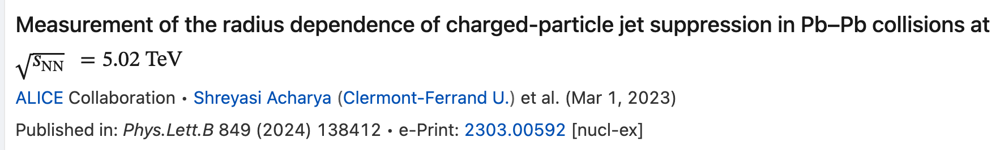 Measurement of the radius dependence of charged-particle jet suppression in Pb–Pb collisions at
√sNN = 5.02 TeV
ALICE Collaboration • Shreyasi Acharya (Clermont-Ferrand U.) et al. (Mar 1, 2023)
Published in: Phys.Lett.B 849 (2024) 138412 • e-Print: 2303.00592 [nucl-ex]